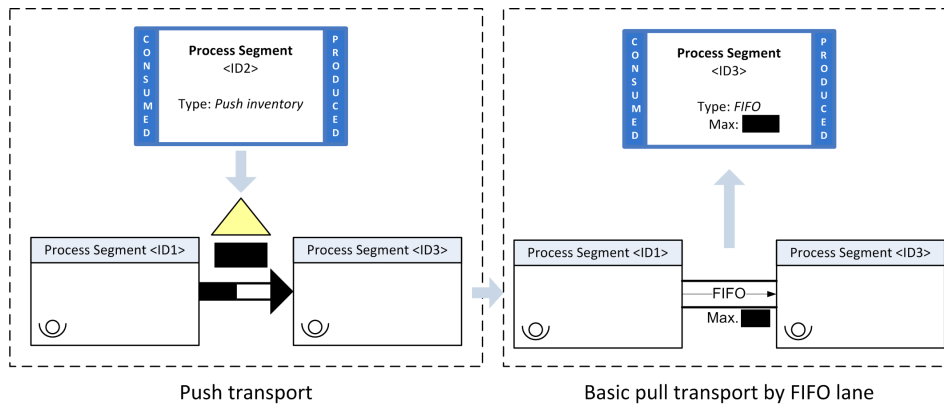 CONSUMED
Process Segment
<ID2>
Type: Push inventory
PRODUCED
Process Segment <ID1>
Process Segment <ID3>
Push transport
CONSUMED
Process Segment
<ID3>
Type: FIFO
Max:
PRODUCED
Process Segment <ID1>
Process Segment <ID3>
FIFO
Max.
Basic pull transport by FIFO lane